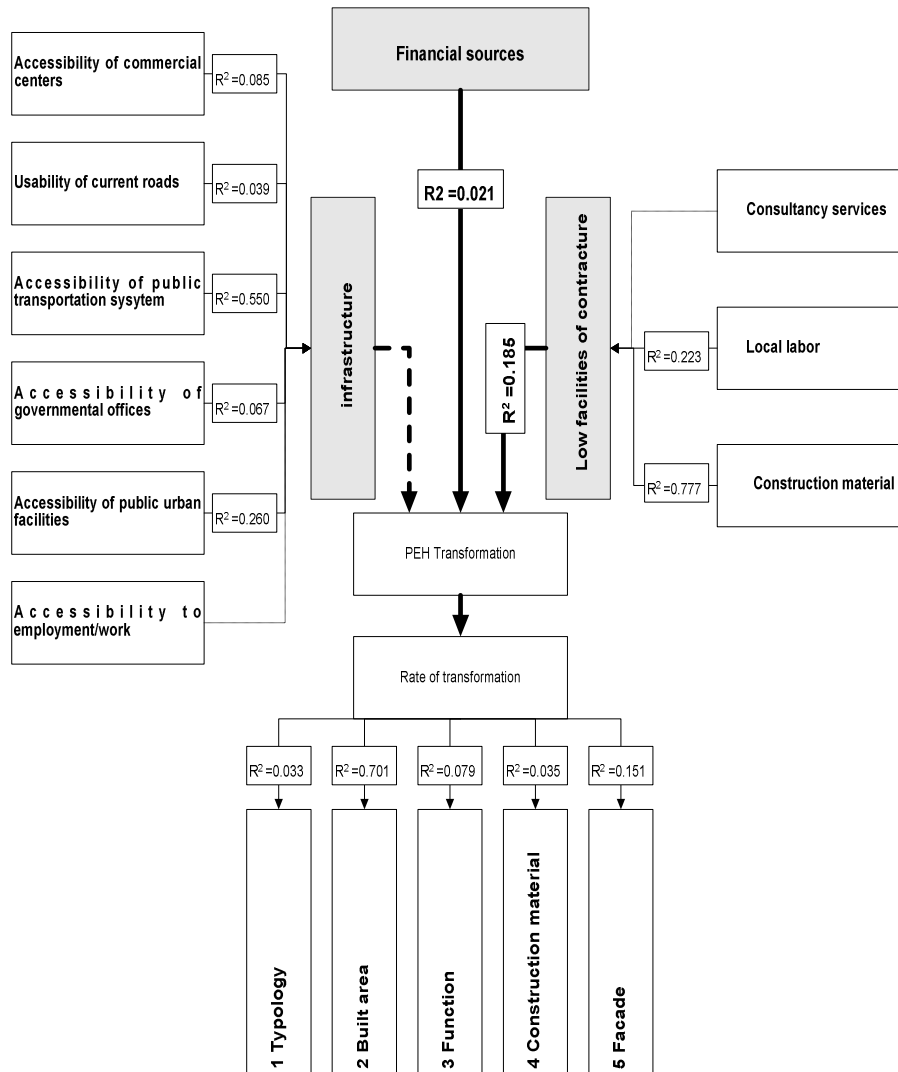 Financial sources
Accessibility of commercial
centers
R² =0.085
Usability of current roads
R² =0.039
R2 =0.021
Consultancy services
Accessibility of public
transportation sysytem
R² =0.550
infrastructure
R² =0.185
Low facilities of contracture
R² =0.223
Local labor
Accessibility of
governmental offices
R² =0.067
Accessibility of public urban
facilities
R² =0.260
R² =0.777
Construction material
PEH Transformation
Accessibility to
employment/work
Rate of transformation
R² =0.033
R² =0.701
R² =0.079
R² =0.035
R² =0.151
1 Typology
2 Built area
3 Function
4 Construction material
5 Facade